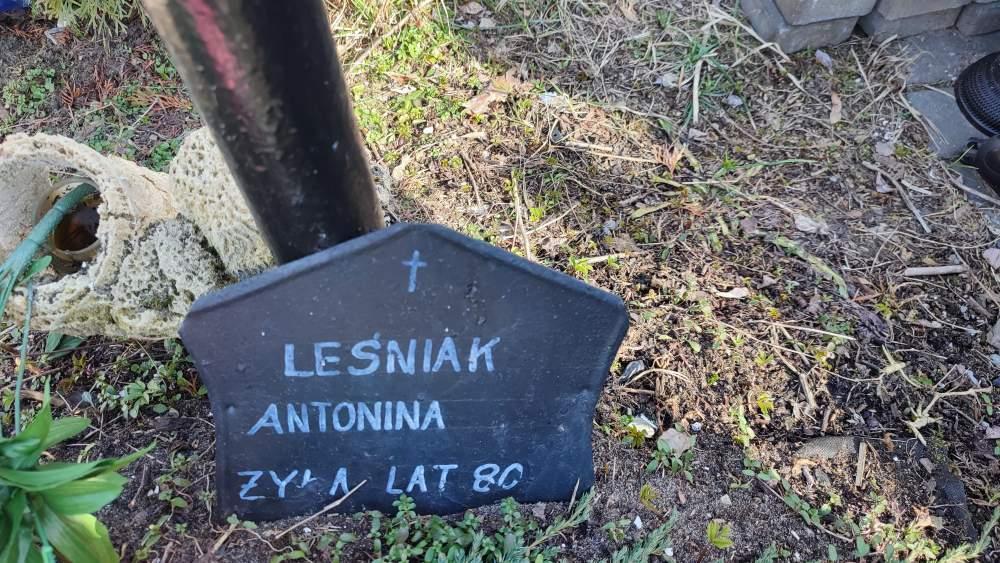 LEŚNIAK
ANTONINA
ZYŁA LAT 80